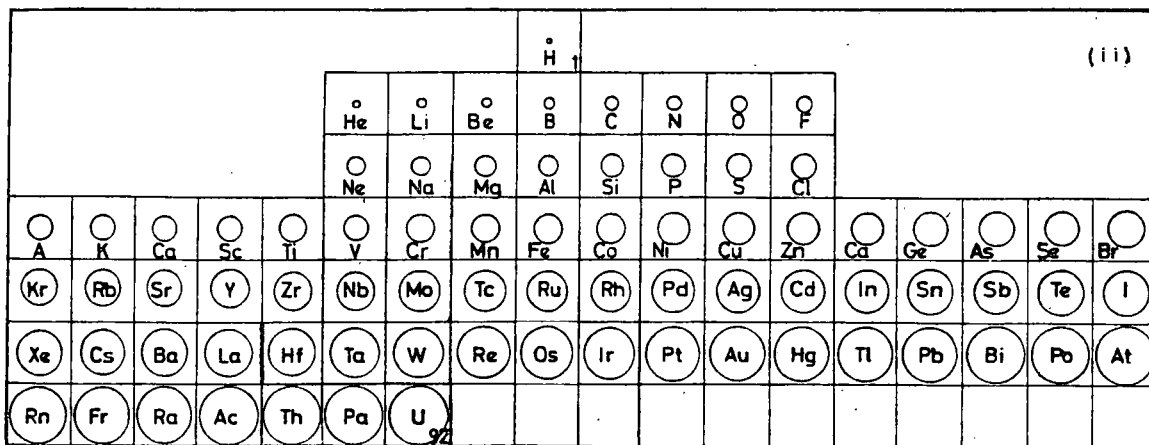 H 1 (ii)
He Li Be B C N O F
Ne Na Mg Al Si P S Cl
A K Ca Sc Ti V Cr Mn Fe Co Ni Cu Zn Ga Ge As Se Br
Kr Rb Sr Y Zr Nb Mo Tc Ru Rh Pd Ag Cd In Sn Sb Te I
Xe Cs Ba La Hf Ta W Re Os Ir Pt Au Hg Tl Pb Bi Po At
Rn Fr Ra Ac Th Pa U 92